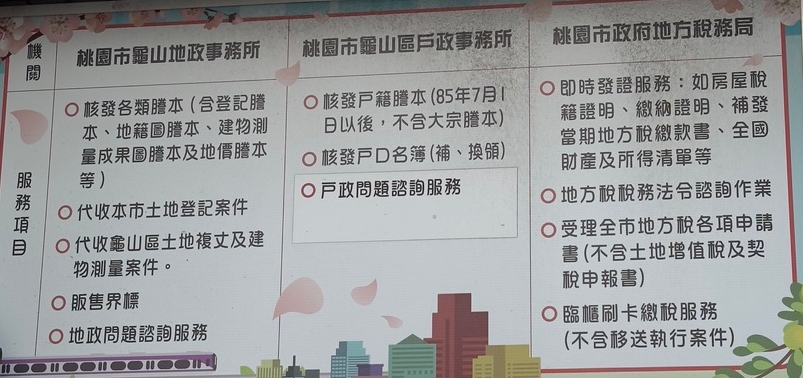 機關
桃園市龜山地政事務所
桃園市龜山區戶政事務所
桃園市政府地方稅務局
服務項目
核發各類謄本(含登記謄
本、地籍圖謄本、建物測
量成果圖謄本及地價謄本
等)
代收本市土地登記案件
代收龜山區土地複丈及建
物測量案件。
販售界標
地政問題諮詢服務
核發戶籍謄本(85年7月1
日以後,不含大宗謄本)
核發戶口名簿(補、換領)
戶政問題諮詢服務
即時發證服務：如房屋稅
籍證明、繳納證明、補發
當期地方稅繳款書、全國
財產及所得清單等
地方稅稅務法令諮詢作業
受理全市地方稅各項申請
書(不含土地增值稅及契
稅申報書)
臨櫃刷卡繳稅服務
(不含移送執行案件)